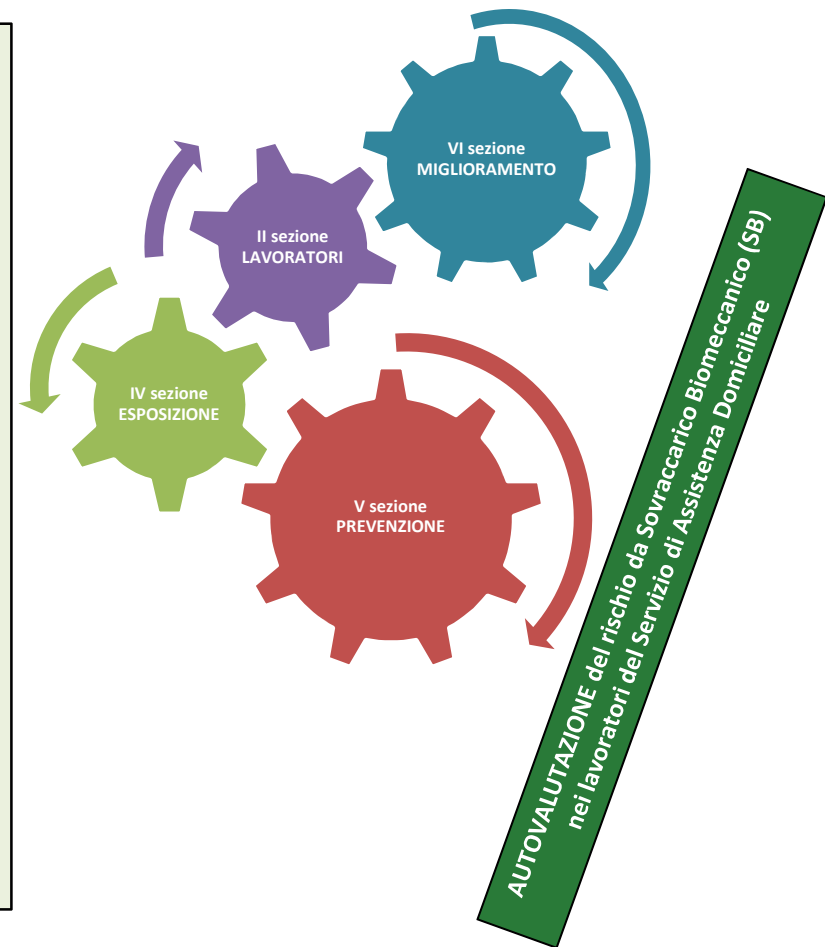 VI sezione
MIGLIORAMENTO
II sezione
LAVORATORI
IV sezione
ESPOSIZIONE
V sezione
PREVENZIONE
AUTOVALUTAZIONE del rischio da Sovraccarico Biomeccanico (SB)
nei lavoratori del Servizio di Assistenza Domiciliare